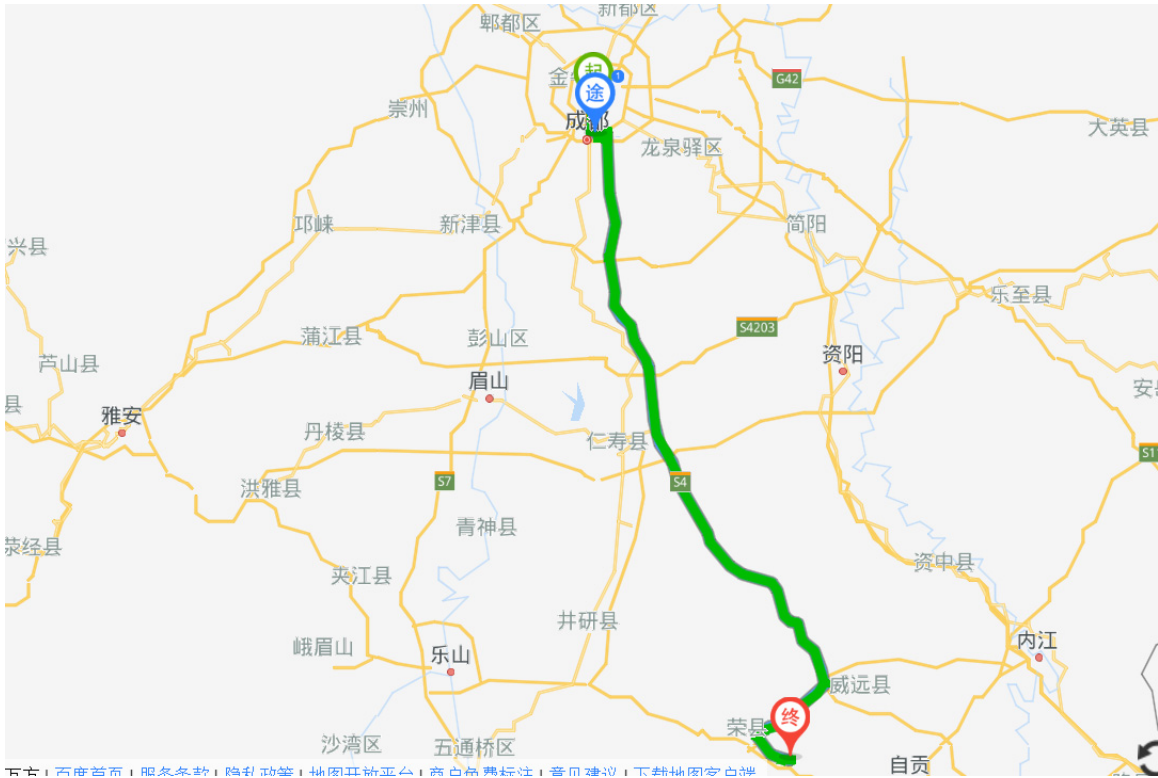 新都区
郫都区
起
金
1
G42
途
崇州
成都
大英县
龙泉驿区
邛崃
新津县
简阳
兴县
乐至县
S4203
蒲江县
彭山区
芦山县
资阳
眉山
安
县
雅安
丹棱县
仁寿县
S11
S7
S4
洪雅县
青神县
荥经县
资中县
夹江县
井研县
峨眉山
乐山
内江
威远县
终
荣县
沙湾区
五通桥区
自贡
百度首页 | 服务条款 | 隐私政策 | 地图开放平台 | 商户免费标注 | 意见建议 | 下载地图客户端